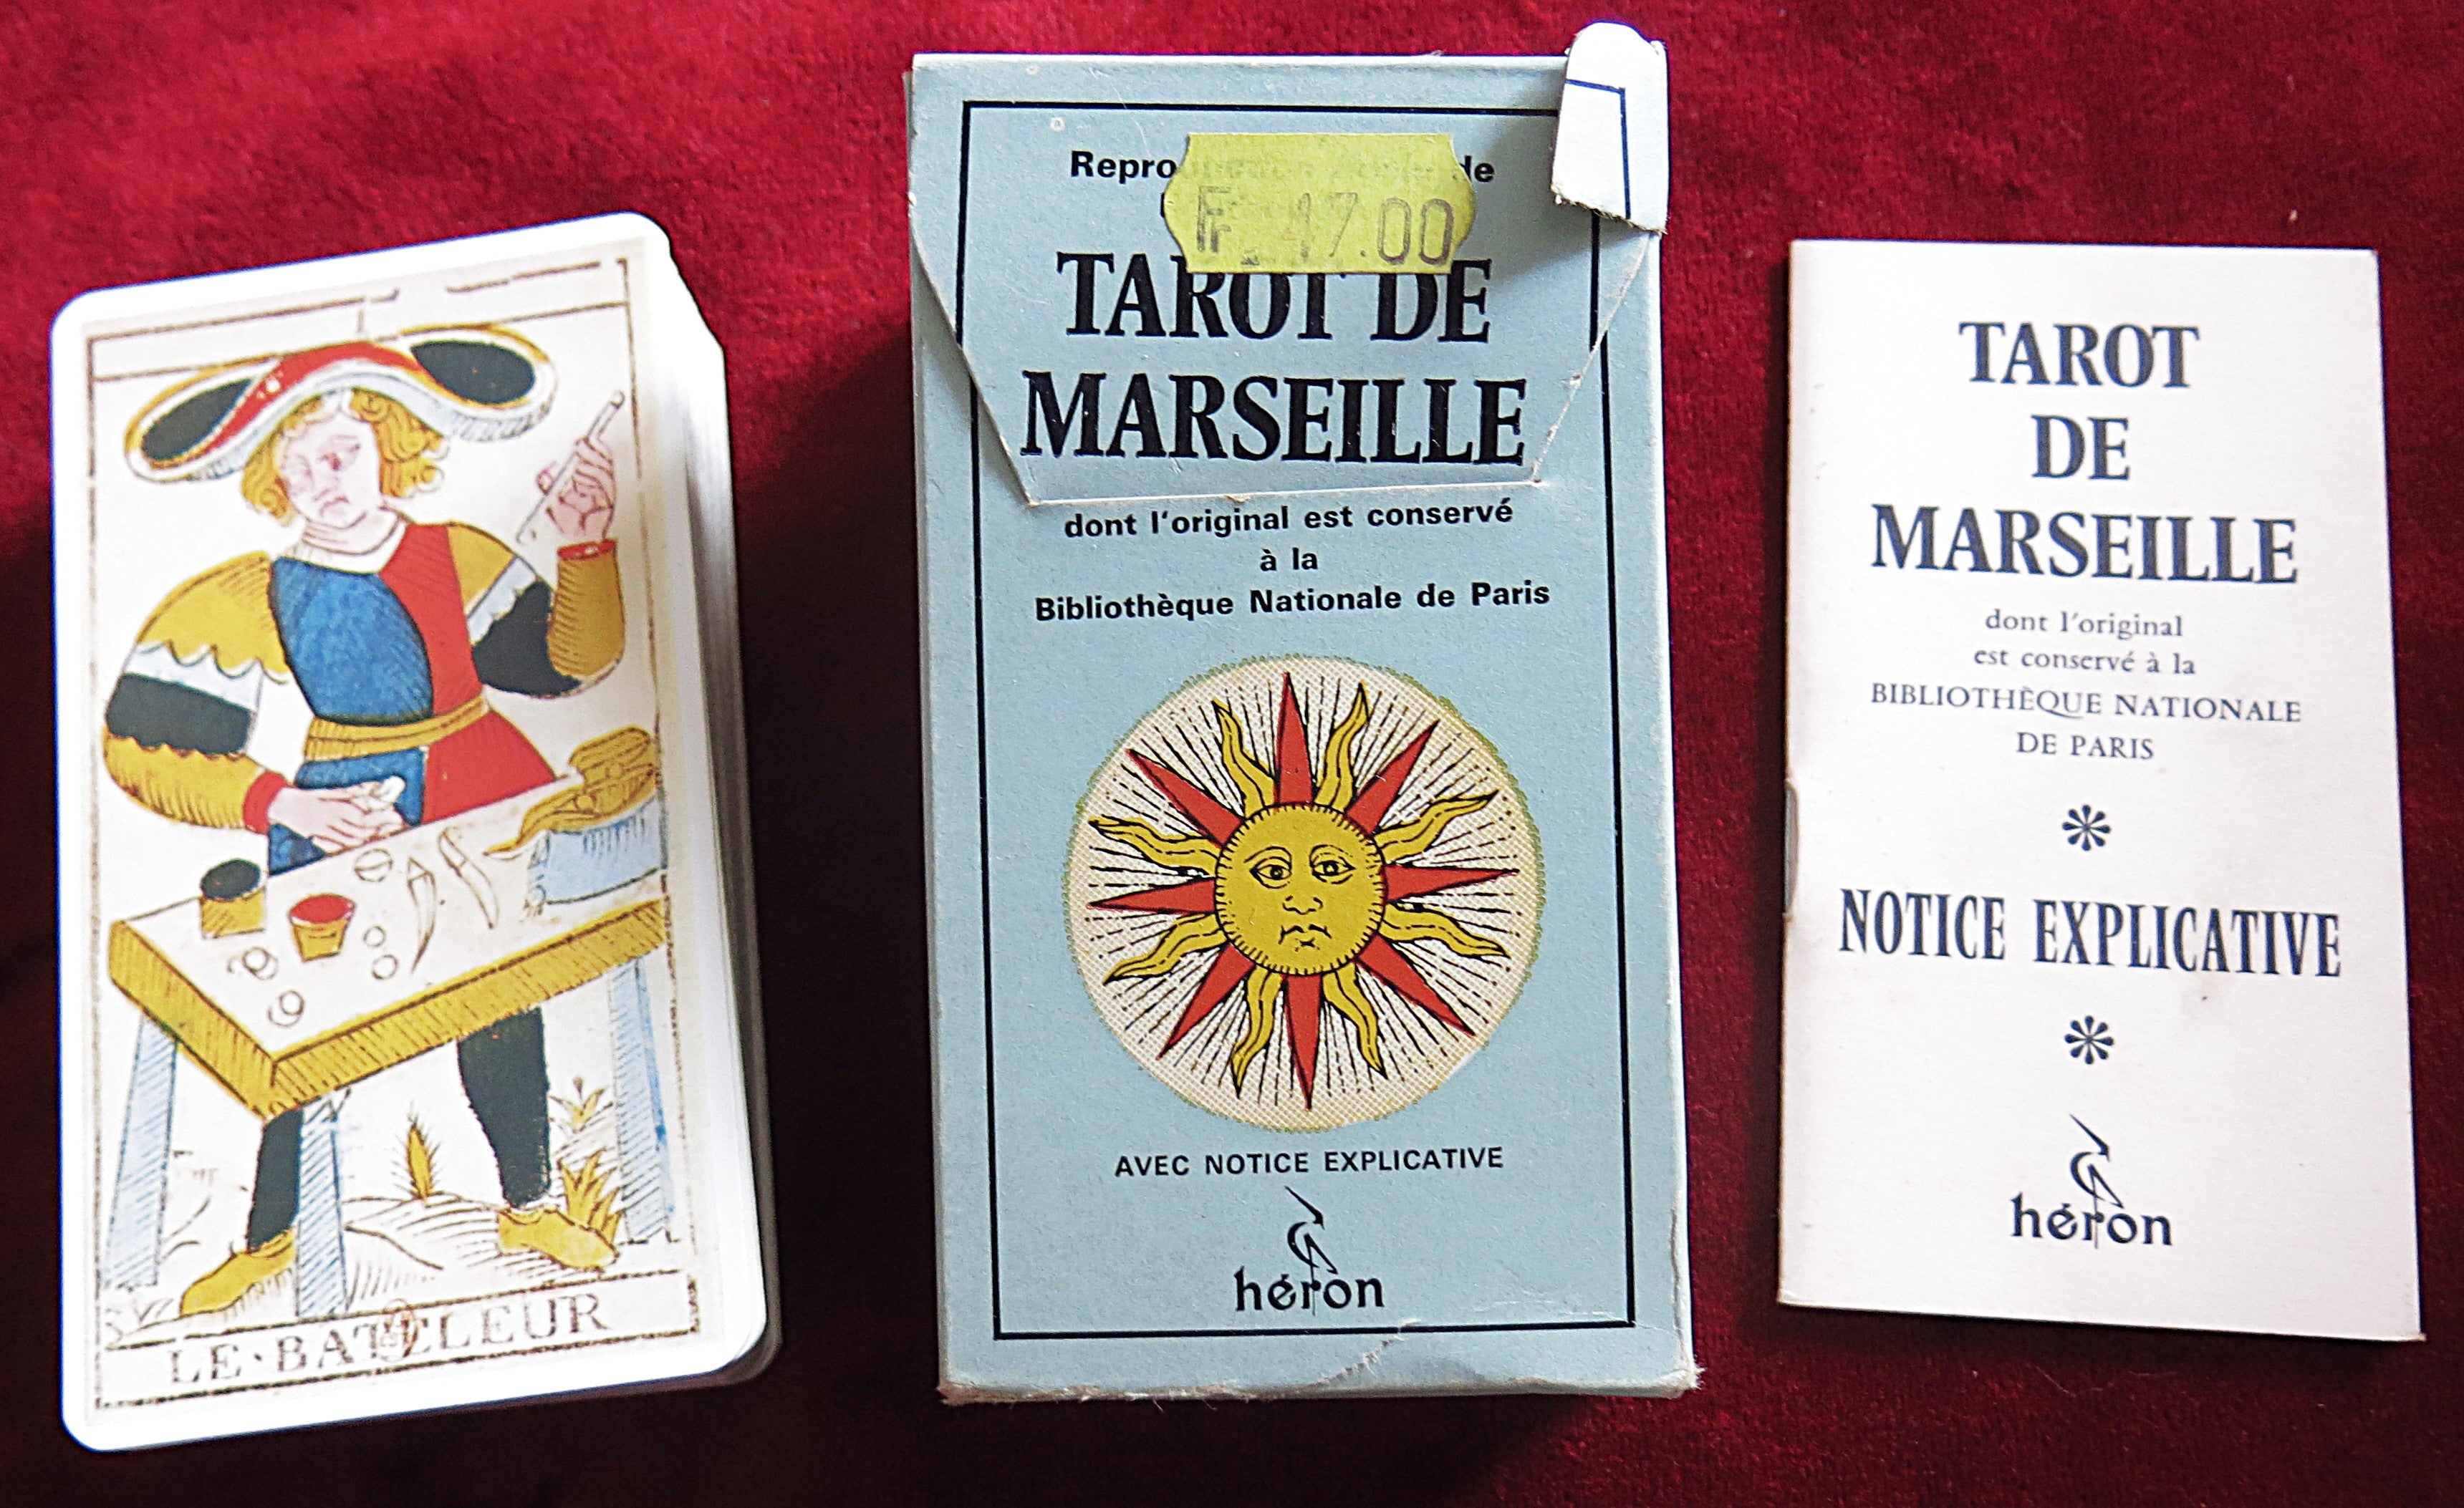 LE·BATELEUR
de
Fr. 47.00
TAROT DE
MARSEILLE
dont l'original est conservé
à la
Bibliothèque Nationale de Paris
AVEC NOTICE EXPLICATIVE
héron
TAROT
DE
MARSEILLE
dont l'original
est conservé à la
BIBLIOTHÈQUE NATIONALE
DE PARIS
NOTICE EXPLICATIVE
héron